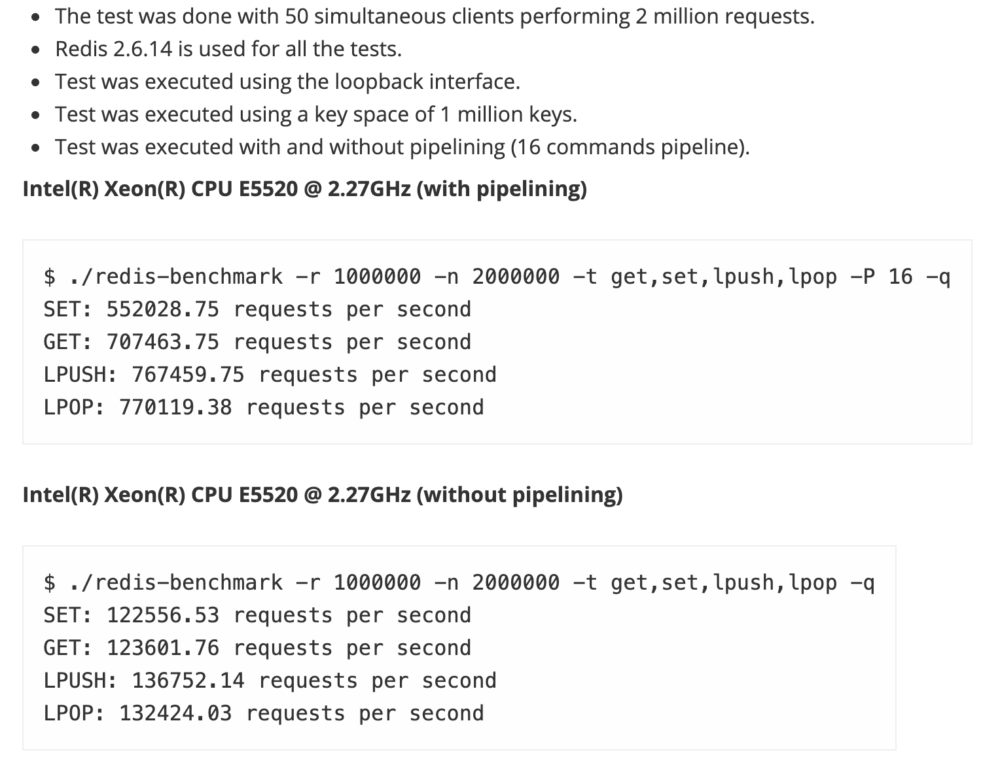 • The test was done with 50 simultaneous clients performing 2 million requests.
• Redis 2.6.14 is used for all the tests.
• Test was executed using the loopback interface.
• Test was executed using a key space of 1 million keys.
• Test was executed with and without pipelining (16 commands pipeline).
Intel(R) Xeon(R) CPU E5520 @ 2.27GHz (with pipelining)
$ ./redis-benchmark -r 1000000 -n 2000000 -t get,set,lpush,lpop -P 16 -q
SET: 552028.75 requests per second
GET: 707463.75 requests per second
LPUSH: 767459.75 requests per second
LPOP: 770119.38 requests per second
Intel(R) Xeon(R) CPU E5520 @ 2.27GHz (without pipelining)
$ ./redis-benchmark -r 1000000 -n 2000000 -t get,set,lpush,lpop -q
SET: 122556.53 requests per second
GET: 123601.76 requests per second
LPUSH: 136752.14 requests per second
LPOP: 132424.03 requests per second